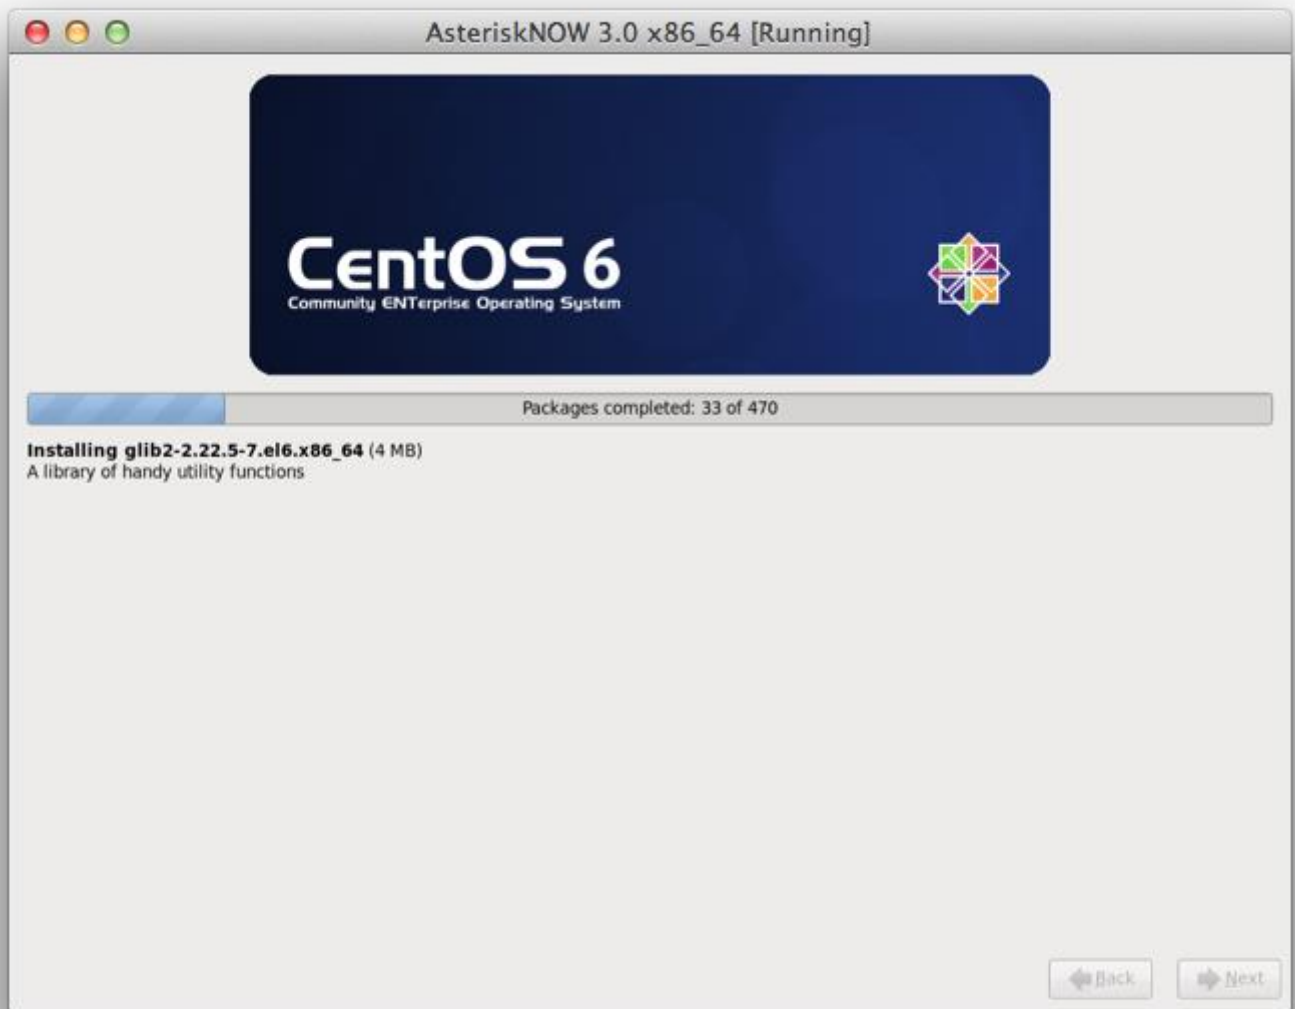 AsteriskNOW 3.0 x86_64 [Running]
CentOS 6
Community ENTerprise Operating System
Packages completed: 33 of 470
Installing glib2-2.22.5-7.el6.x86_64 (4 MB)
A library of handy utility functions
Back Next